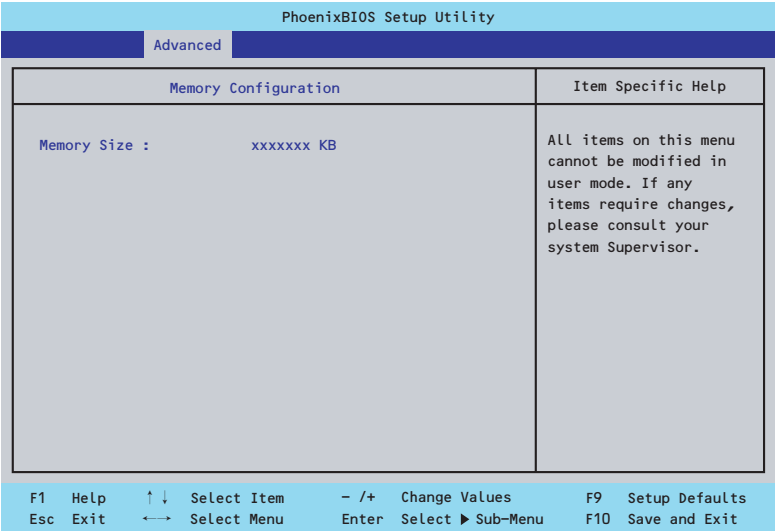 PhoenixBIOS Setup Utility
Advanced
Memory Configuration
Item Specific Help
Memory Size : xxxxxxx KB
All items on this menu
cannot be modified in
user mode. If any
items require changes,
please consult your
system Supervisor.
F1 Help ↑↓ Select Item - /+ Change Values F9 Setup Defaults
Esc Exit ←→ Select Menu Enter Select ▶ Sub-Menu F10 Save and Exit